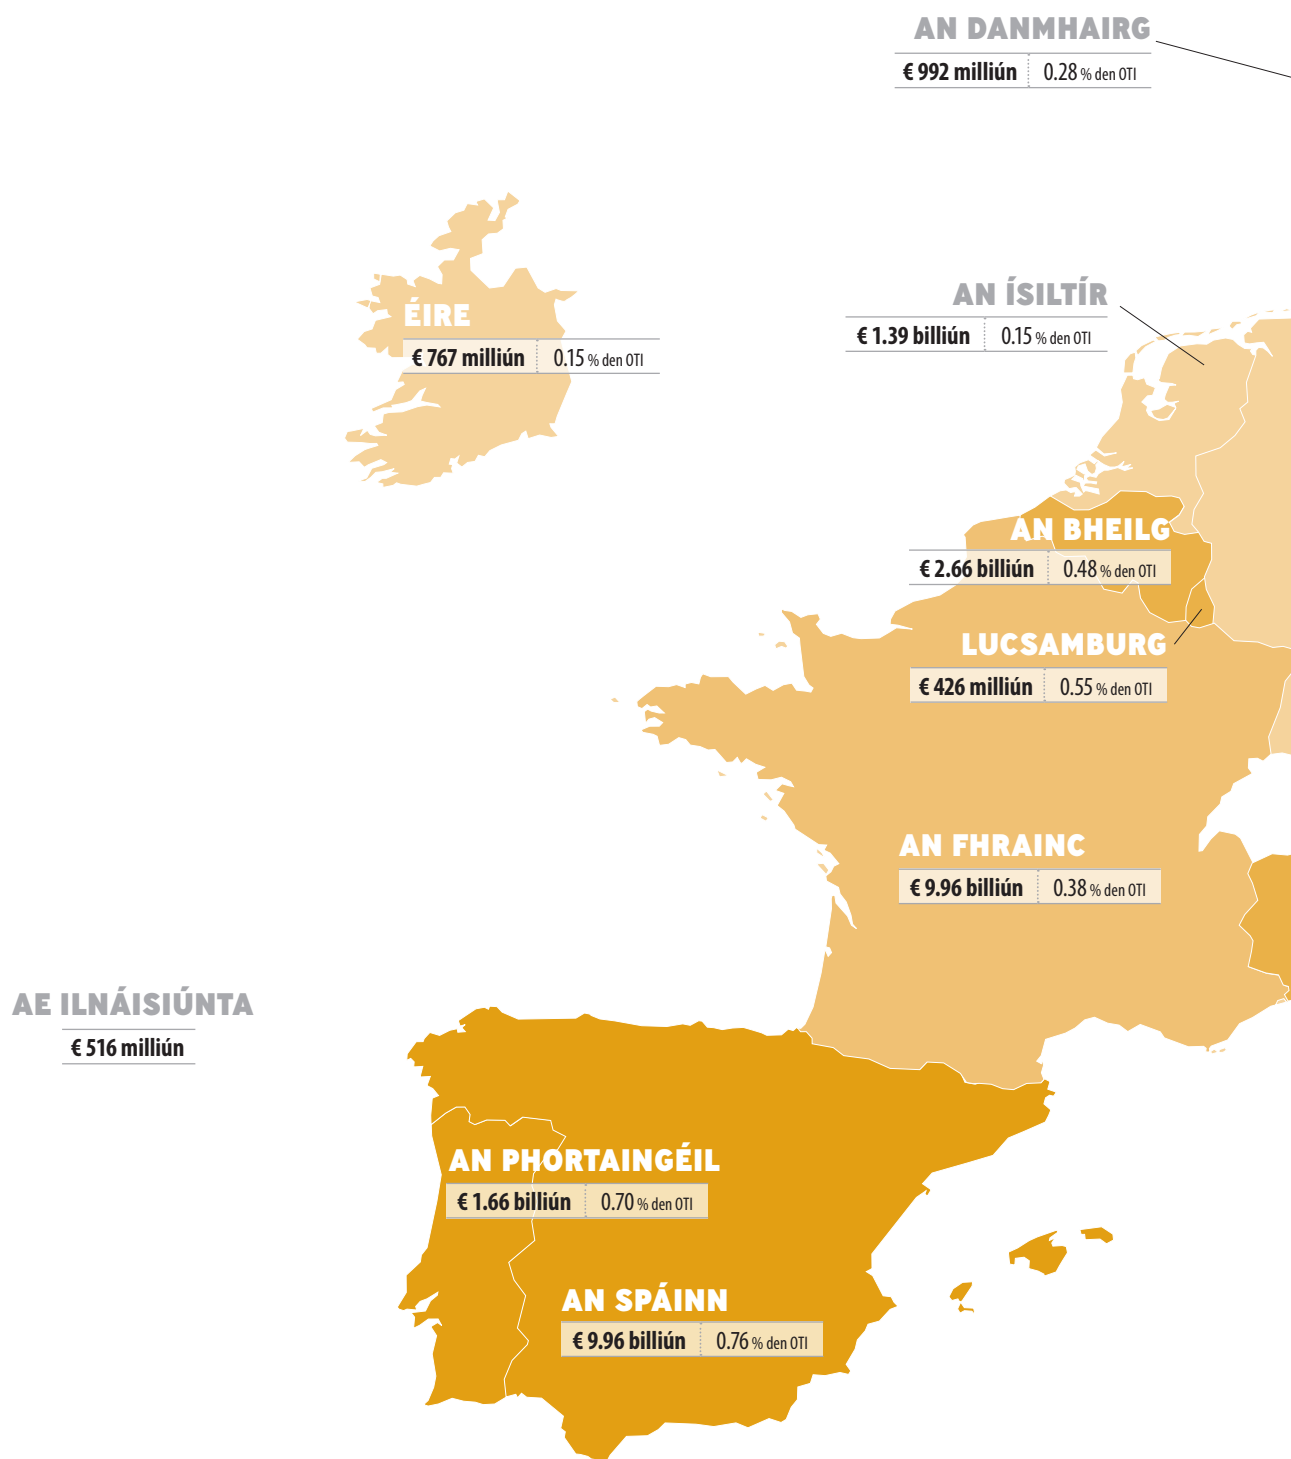 AN DANMHAIRG
€ 992 milliún 0.28 % den OTI
ÉIRE
€ 767 milliún 0.15 % den OTI
AN ÍSILTÍR
€ 1.39 billiún 0.15 % den OTI
AN BHEILG
€ 2.66 billiún 0.48 % den OTI
LUCSAMBURG
€ 426 milliún 0.55 % den OTI
AN FHRAINC
€ 9.96 billiún 0.38 % den OTI
AE ILNÁISIÚNTA
€ 516 milliún
AN PHORTAINGÉIL
€ 1.66 billiún 0.70 % den OTI
AN SPÁINN
€ 9.96 billiún 0.76 % den OTI